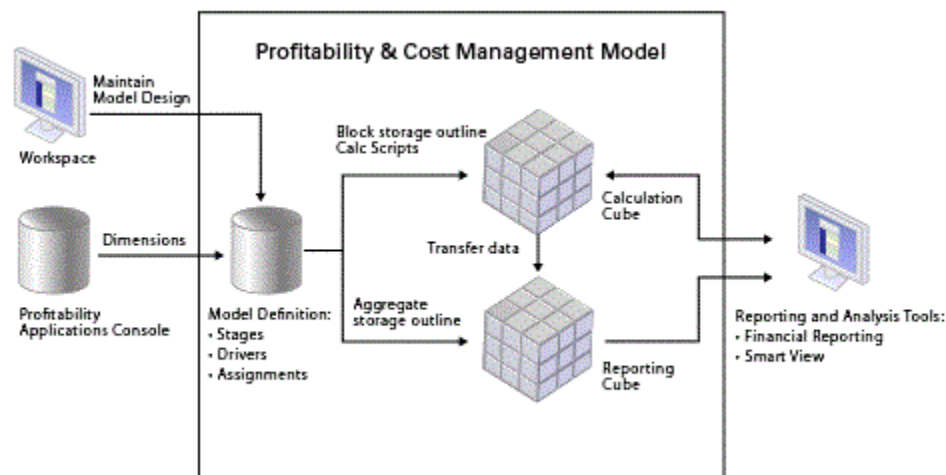 Profitability & Cost Management Model
Maintain
Model Design
Workspace
Block storage outline
Calc Scripts
Calculation
Cube
Dimensions
Transfer data
Profitability
Applications Console
Model Definition:
• Stages
• Drivers
• Assignments
Aggregate
storage outline
Reporting
Cube
Reporting and Analysis Tools:
• Financial Reporting
• Smart View